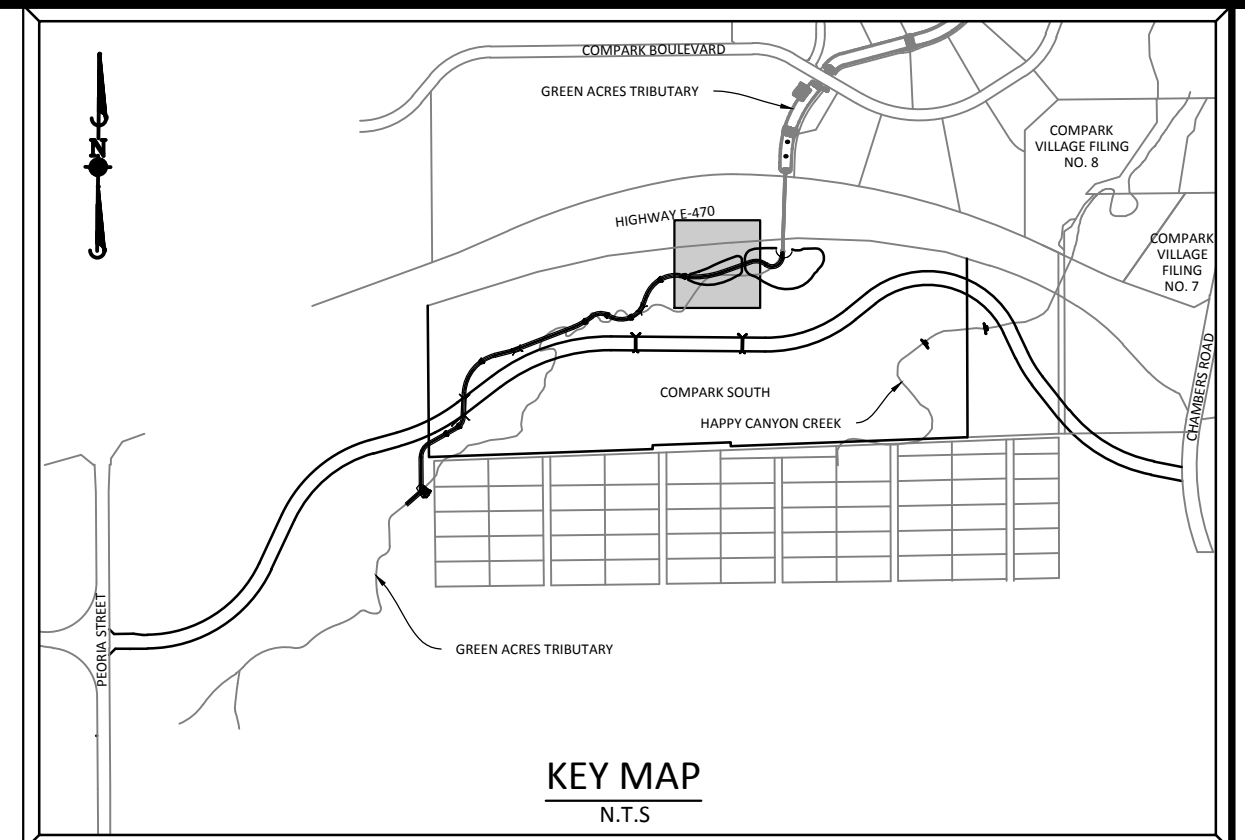 COMPARK BOULEVARD
GREEN ACRES TRIBUTARY
COMPARK
VILLAGE FILING
NO. 8
N
HIGHWAY E-470
COMPARK
VILLAGE
FILING
NO. 7
CHAMBERS ROAD
COMPARK SOUTH
HAPPY CANYON CREEK
PEORIA STREET
GREEN ACRES TRIBUTARY
KEY MAP
N.T.S